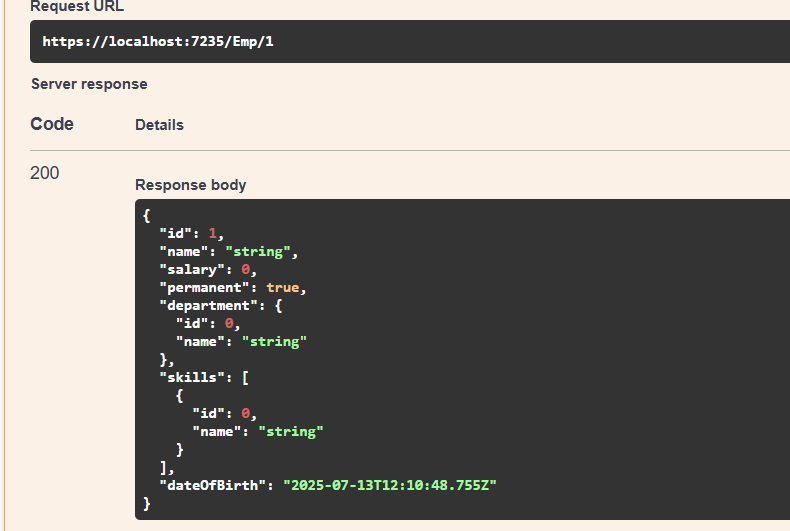 Request URL
https://localhost:7235/Emp/1
Server response
Code Details
200
Response body
{
  "id": 1,
  "name": "string",
  "salary": 0,
  "permanent": true,
  "department": {
    "id": 0,
    "name": "string"
  },
  "skills": [
    {
      "id": 0,
      "name": "string"
    }
  ],
  "dateOfBirth": "2025-07-13T12:10:48.755Z"
}